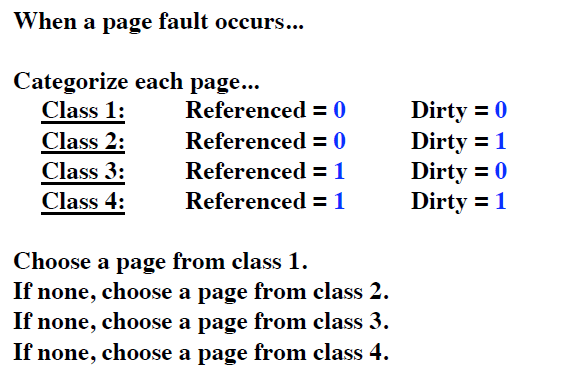 When a page fault occurs...
Categorize each page...
Class 1: Referenced = 0 Dirty = 0
Class 2: Referenced = 0 Dirty = 1
Class 3: Referenced = 1 Dirty = 0
Class 4: Referenced = 1 Dirty = 1
Choose a page from class 1.
If none, choose a page from class 2.
If none, choose a page from class 3.
If none, choose a page from class 4.